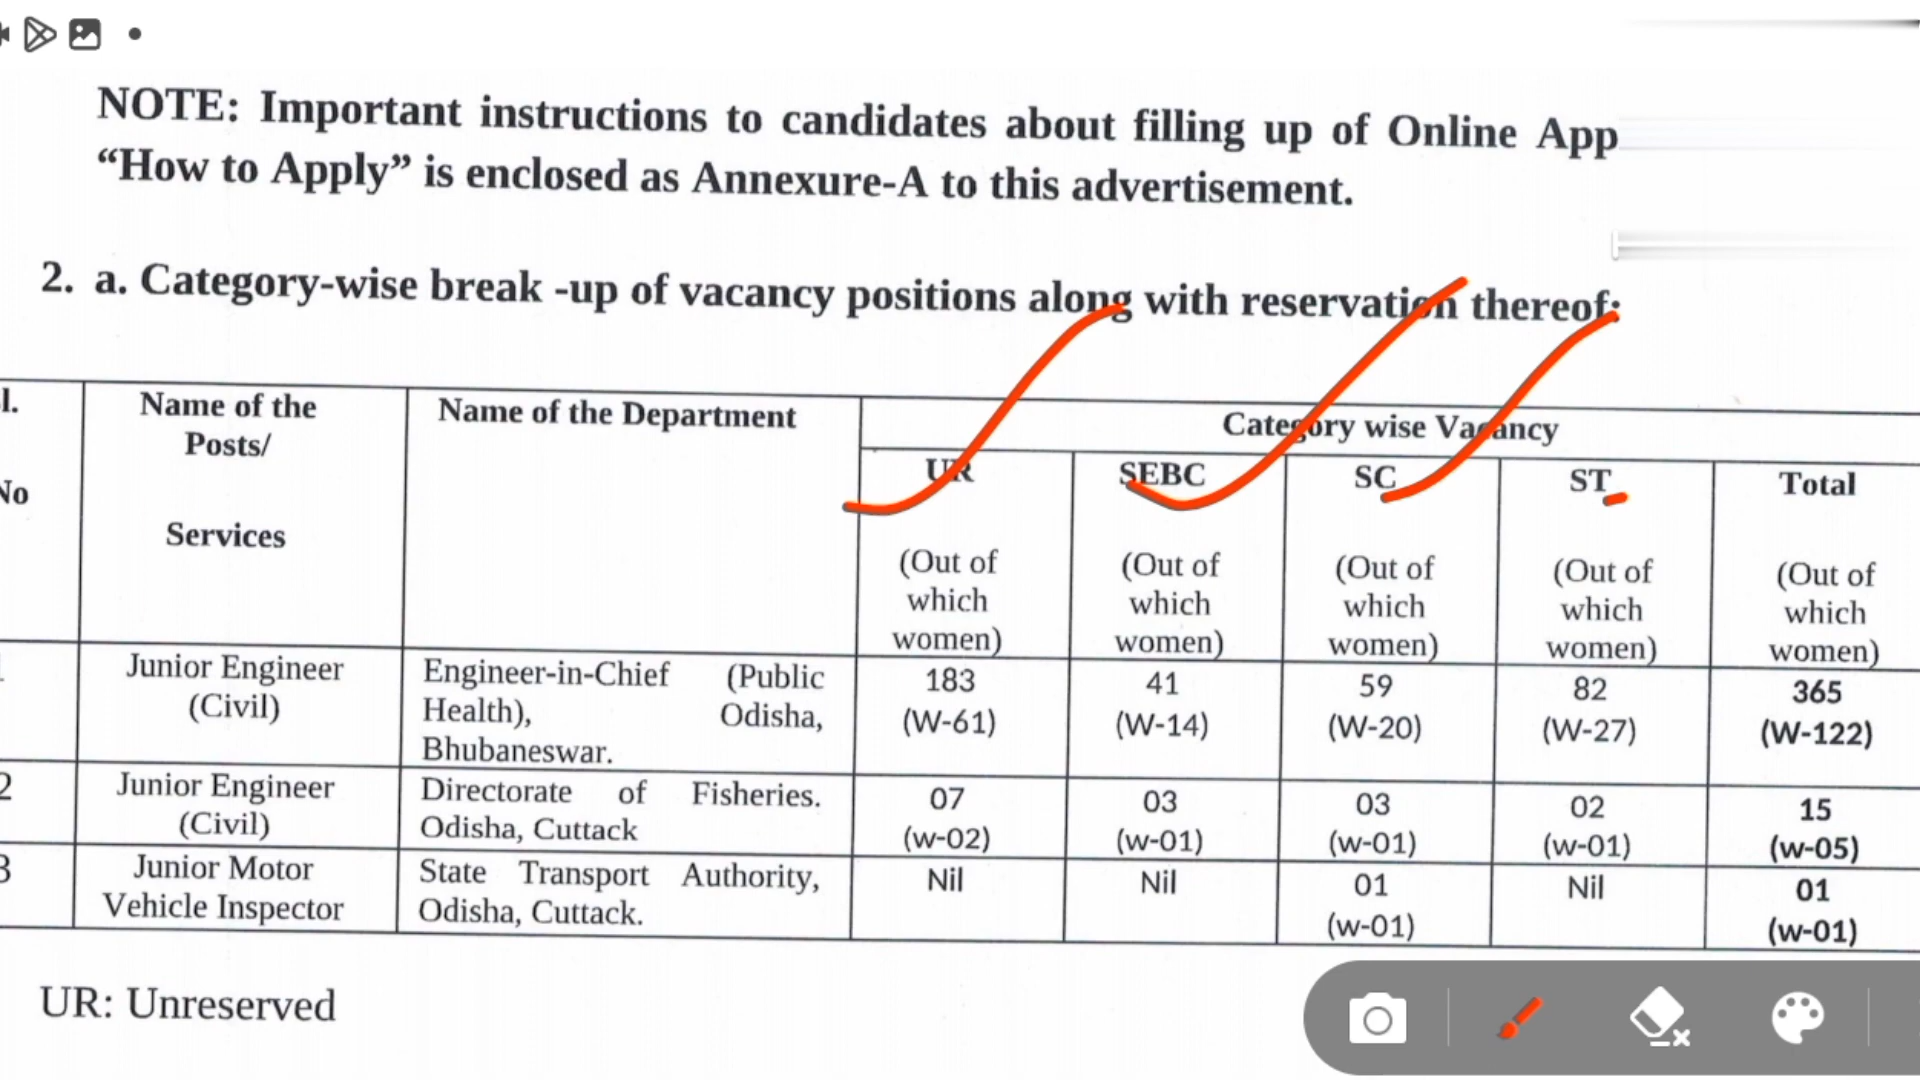 NOTE: Important instructions to candidates about filling up of Online App
“How to Apply” is enclosed as Annexure-A to this advertisement.
2. a. Category-wise break -up of vacancy positions along with reservation thereof:
l.
No
Name of the
Posts/
Services
Name of the Department
Category wise Vacancy
UR
(Out of
which
women)
SEBC
(Out of
which
women)
SC
(Out of
which
women)
ST
(Out of
which
women)
Total
(Out of
which
women)
1
Junior Engineer
(Civil)
Engineer-in-Chief (Public
Health), Odisha,
Bhubaneswar.
183
(W-61)
41
(W-14)
59
(W-20)
82
(W-27)
365
(W-122)
2
Junior Engineer
(Civil)
Directorate of Fisheries.
Odisha, Cuttack
07
(w-02)
03
(w-01)
03
(w-01)
02
(w-01)
15
(w-05)
3
Junior Motor
Vehicle Inspector
State Transport Authority,
Odisha, Cuttack.
Nil
Nil
01
(w-01)
Nil
01
(w-01)
UR: Unreserved